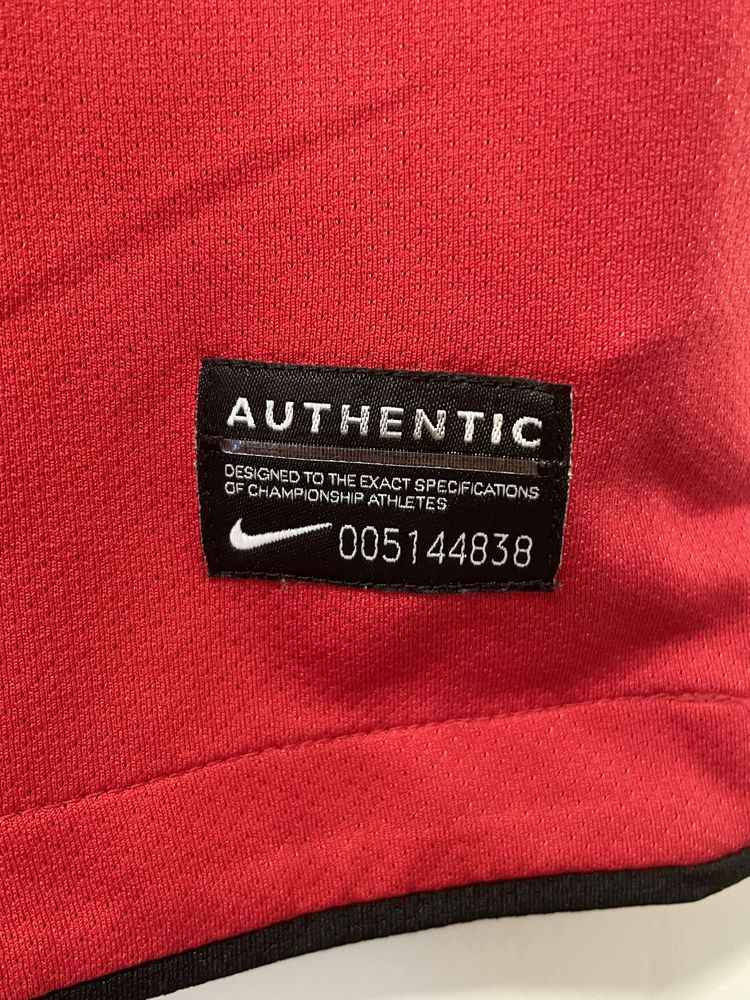 AUTHENTIC
DESIGNED TO THE EXACT SPECIFICATIONS
OF CHAMPIONSHIP ATHLETES
005144838